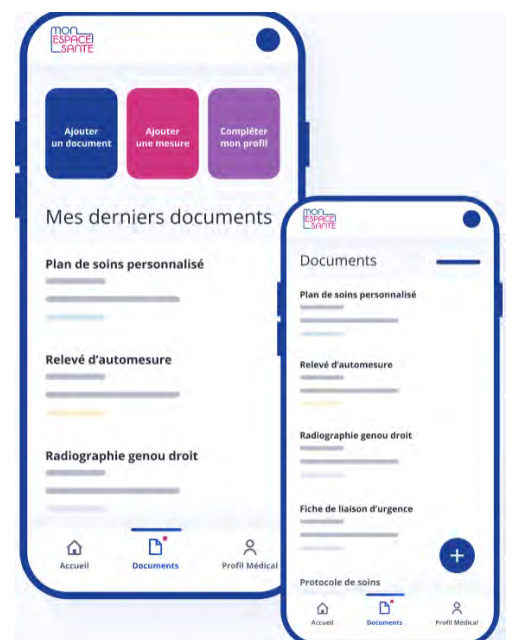 mon
ESPACE
SANTÉ
Ajouter
un document
Ajouter
une mesure
Compléter
mon profil
Mes derniers documents
Plan de soins personnalisé
Relevé d'automesure
Radiographie genou droit
Accueil
Documents
Profil Médical
mon
ESPACE
SANTÉ
Documents
Plan de soins personnalisé
Relevé d'automesure
Radiographie genou droit
Fiche de liaison d'urgence
Protocole de soins
Accueil
Documents
Profil Médical